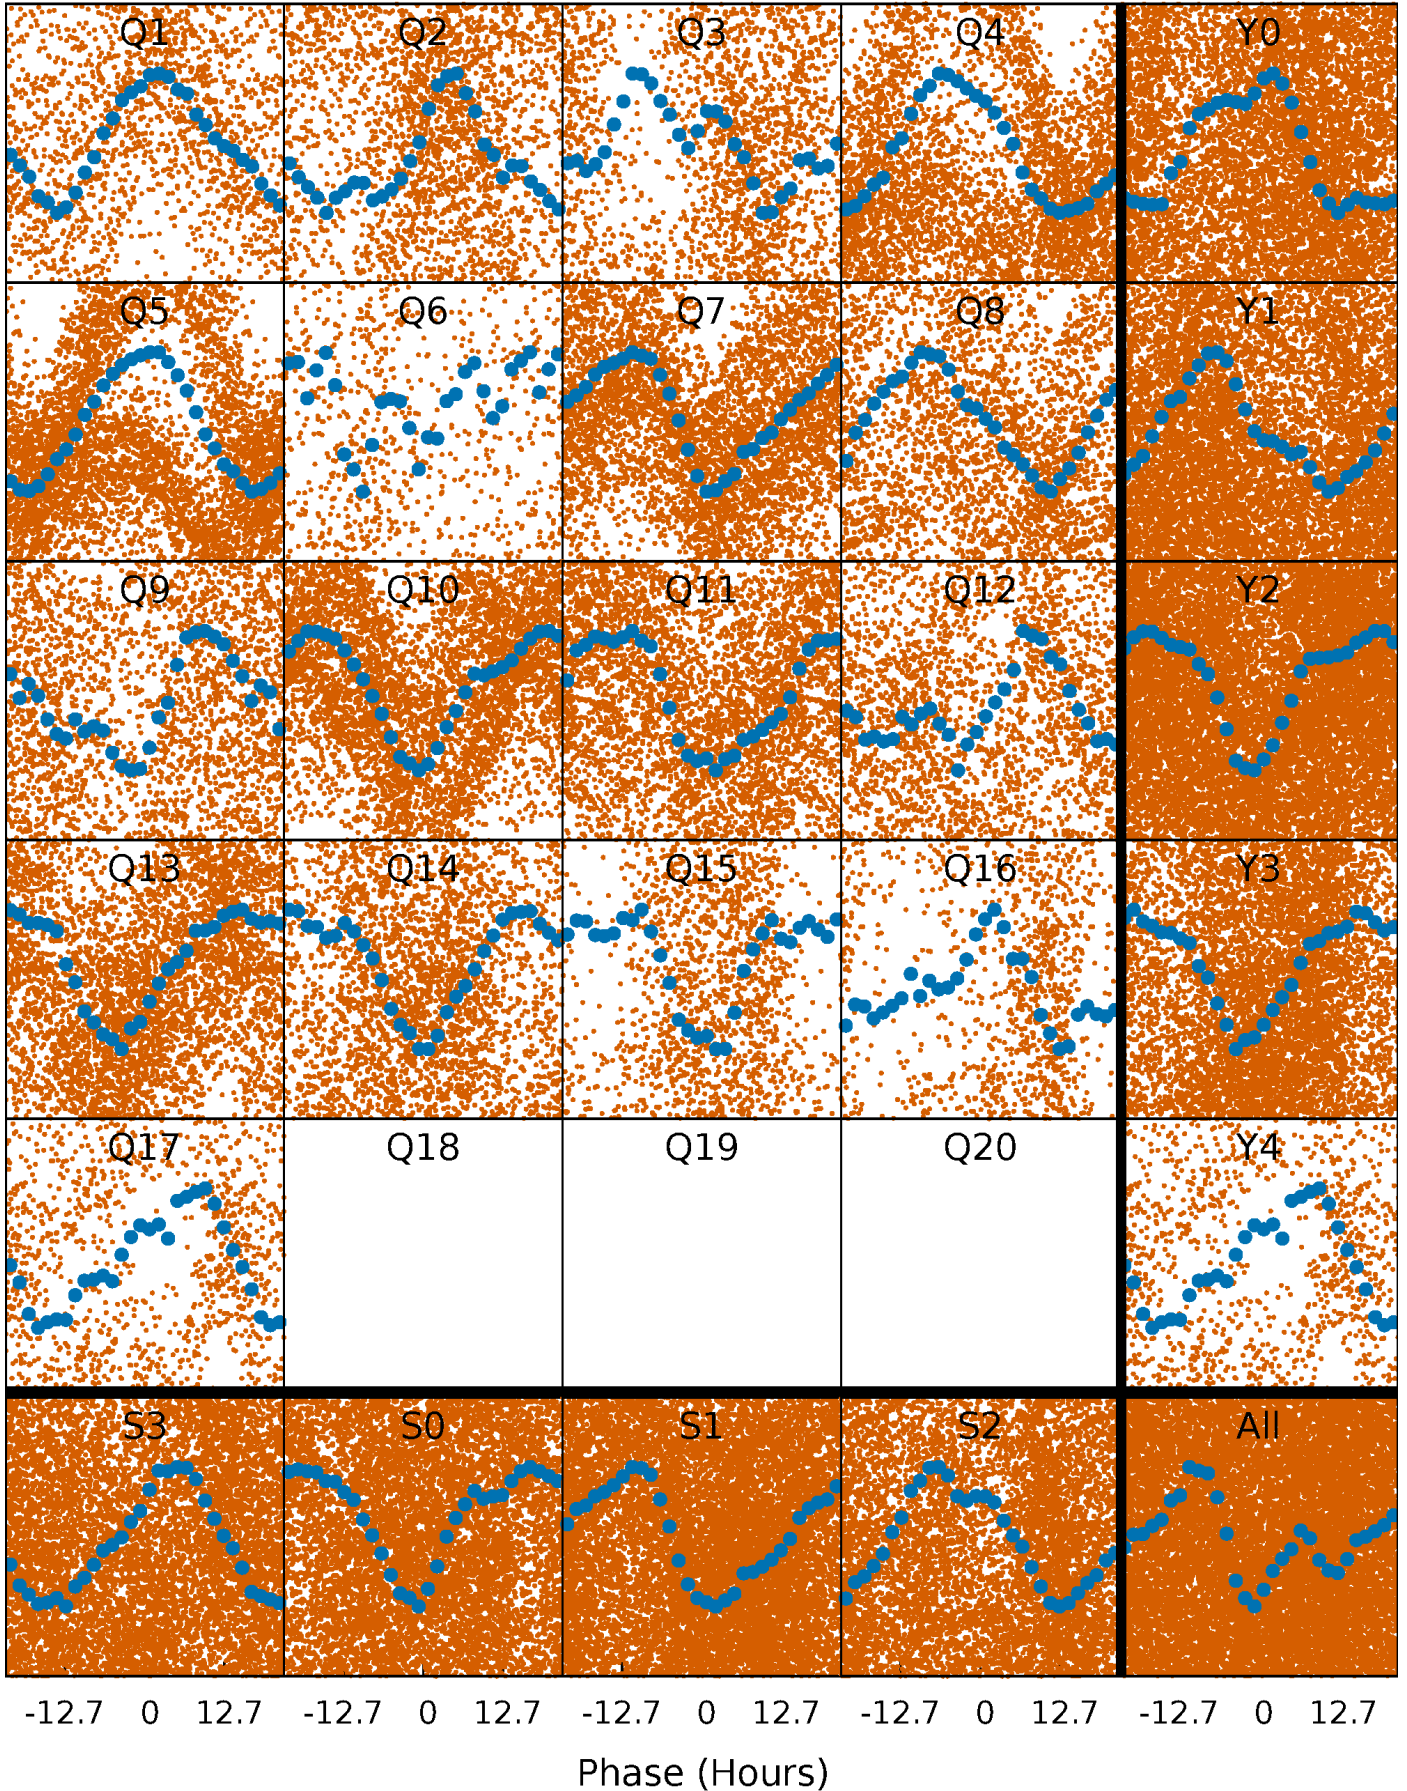 Q1 Q2 Q3 Q4 Y0
Q5 Q6 Q7 Q8 Y1
Q9 Q10 Q11 Q12 Y2
Q13 Q14 Q15 Q16 Y3
Q17 Q18 Q19 Q20 Y4
S3 S0 S1 S2 All
-12.7 0 12.7 -12.7 0 12.7 -12.7 0 12.7 -12.7 0 12.7 -12.7 0 12.7
Phase (Hours)